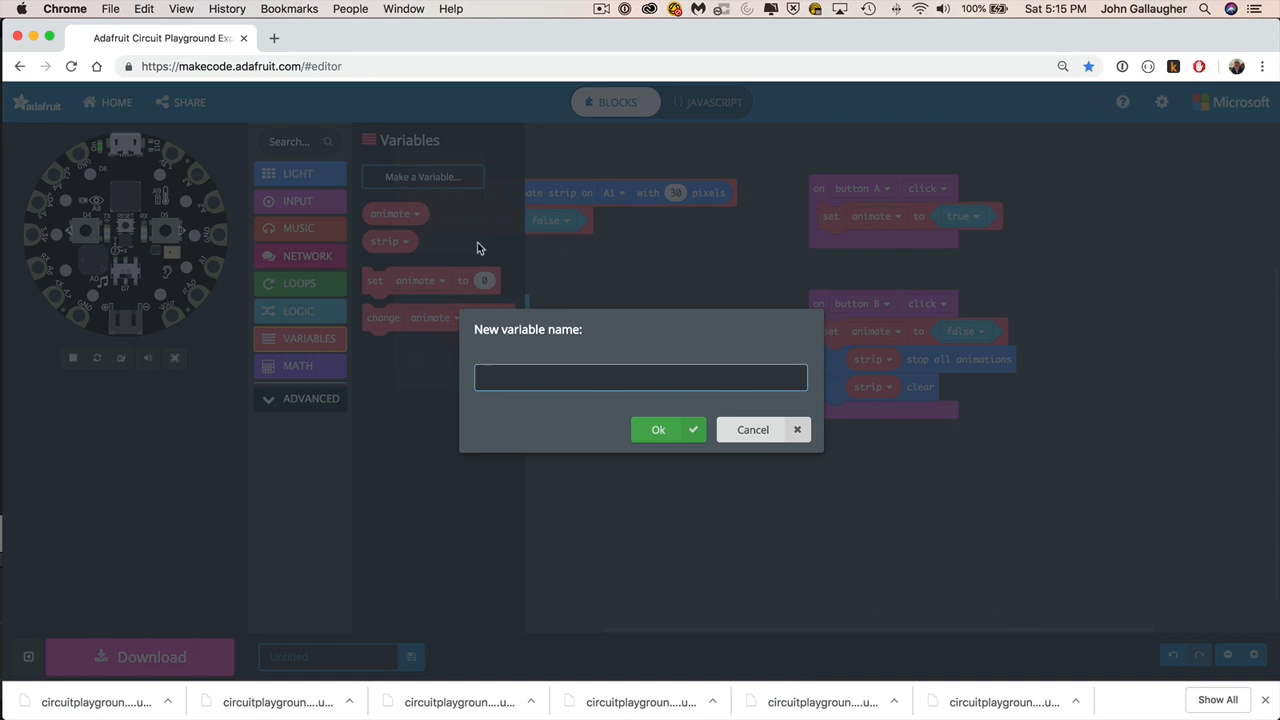 Chrome File Edit View History Bookmarks People Window Help 100% Sat 5:15 PM John Gallagher
Adafruit Circuit Playground Exp
https://makecode.adafruit.com/#editor
adafruit HOME SHARE BLOCKS JAVASCRIPT Microsoft
Search...
LIGHT
INPUT
MUSIC
NETWORK
LOOPS
LOGIC
VARIABLES
MATH
ADVANCED
Variables
Make a Variable...
animate
strip
set animate to 0
change animate
ate strip on A1 with 30 pixels
false
on button A click
set animate to true
on button B click
set animate to false
strip stop all animations
strip clear
New variable name:
Ok Cancel
Download Untitled
circuitplaygroun....u... circuitplaygroun....u... circuitplaygroun....u... circuitplaygroun....u... circuitplaygroun....u... circuitplaygroun....u... Show All